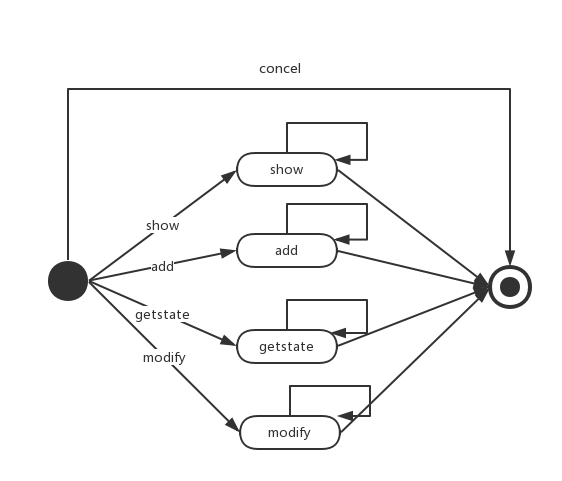 concel
show
show
add
add
getstate
getstate
modify
modify